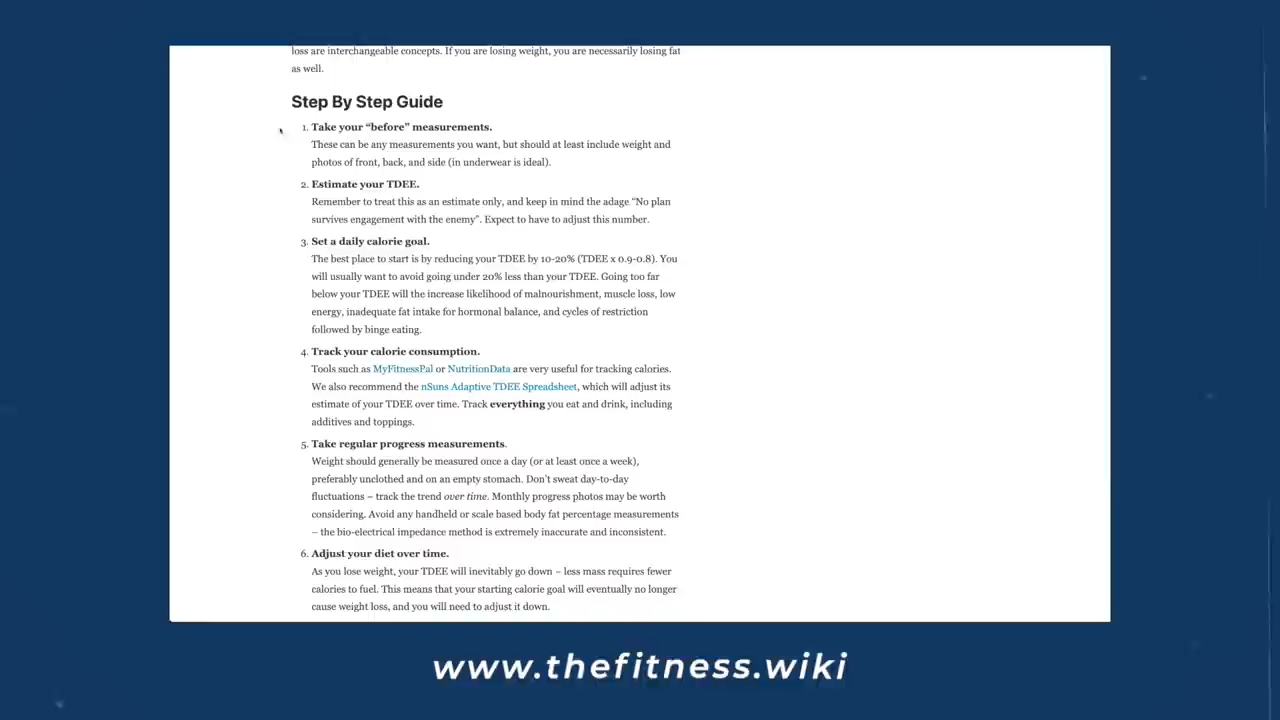 loss are interchangeable concepts. If you are losing weight, you are necessarily losing fat
as well.
Step By Step Guide
1. Take your “before” measurements.
These can be any measurements you want, but should at least include weight and
photos of front, back, and side (in underwear is ideal).
2. Estimate your TDEE.
Remember to treat this as an estimate only, and keep in mind the adage “No plan
survives engagement with the enemy”. Expect to have to adjust this number.
3. Set a daily calorie goal.
The best place to start is by reducing your TDEE by 10-20% (TDEE x 0.9-0.8). You
will usually want to avoid going under 20% less than your TDEE. Going too far
below your TDEE will the increase likelihood of malnourishment, muscle loss, low
energy, inadequate fat intake for hormonal balance, and cycles of restriction
followed by binge eating.
4. Track your calorie consumption.
Tools such as MyFitnessPal or NutritionData are very useful for tracking calories.
We also recommend the nSuns Adaptive TDEE Spreadsheet, which will adjust its
estimate of your TDEE over time. Track everything you eat and drink, including
additives and toppings.
5. Take regular progress measurements.
Weight should generally be measured once a day (or at least once a week),
preferably unclothed and on an empty stomach. Don’t sweat day-to-day
fluctuations – track the trend over time. Monthly progress photos may be worth
considering. Avoid any handheld or scale based body fat percentage measurements
– the bio-electrical impedance method is extremely inaccurate and inconsistent.
6. Adjust your diet over time.
As you lose weight, your TDEE will inevitably go down – less mass requires fewer
calories to fuel. This means that your starting calorie goal will eventually no longer
cause weight loss, and you will need to adjust it down.
www.thefitness.wiki